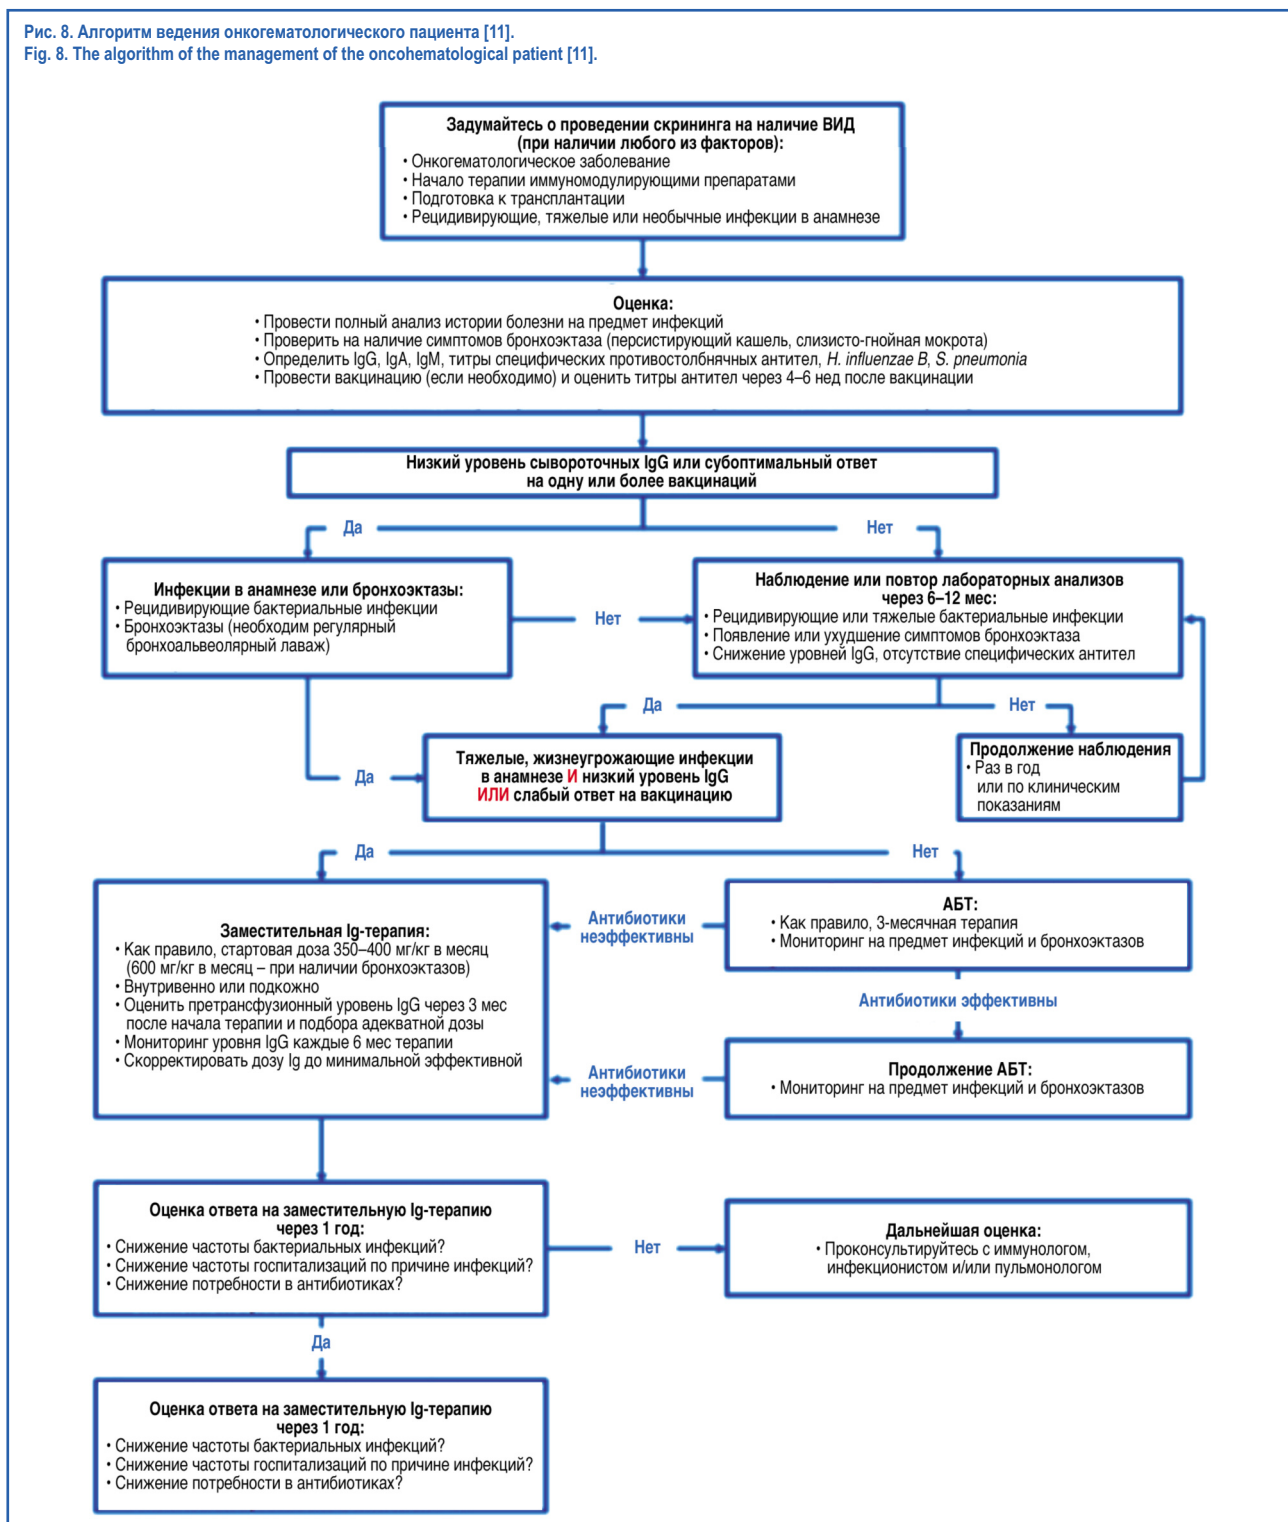 Рис. 8. Алгоритм ведения онкогематологического пациента [11].
Fig. 8. The algorithm of the management of the oncohematological patient [11].
Задумайтесь о проведении скрининга на наличие ВИД
(при наличии любого из факторов):
• Онкогематологическое заболевание
• Начало терапии иммуномодулирующими препаратами
• Подготовка к трансплантации
• Рецидивирующие, тяжелые или необычные инфекции в анамнезе
Оценка:
• Провести полный анализ истории болезни на предмет инфекций
• Проверить на наличие симптомов бронхоэктаза (персистирующий кашель, слизисто-гнойная мокрота)
• Определить IgG, IgA, IgM, титры специфических противостолбнячных антител, H. influenzae B, S. pneumonia
• Провести вакцинацию (если необходимо) и оценить титры антител через 4–6 нед после вакцинации
Низкий уровень сывороточных IgG или субоптимальный ответ
на одну или более вакцинаций
Да
Нет
Инфекции в анамнезе или бронхоэктазы:
• Рецидивирующие бактериальные инфекции
• Бронхоэктазы (необходим регулярный
бронхоальвеолярный лаваж)
Нет
Наблюдение или повтор лабораторных анализов
через 6–12 мес:
• Рецидивирующие или тяжелые бактериальные инфекции
• Появление или ухудшение симптомов бронхоэктаза
• Снижение уровней IgG, отсутствие специфических антител
Да
Нет
Да
Тяжелые, жизнеугрожающие инфекции
в анамнезе И низкий уровень IgG
ИЛИ слабый ответ на вакцинацию
Продолжение наблюдения
• Раз в год
или по клиническим
показаниям
Да
Нет
Заместительная Ig-терапия:
• Как правило, стартовая доза 350–400 мг/кг в месяц
(600 мг/кг в месяц – при наличии бронхоэктазов)
• Внутривенно или подкожно
• Оценить претрансфузионный уровень IgG через 3 мес
после начала терапии и подбора адекватной дозы
• Мониторинг уровня IgG каждые 6 мес терапии
• Скорректировать дозу Ig до минимальной эффективной
Антибиотики
неэффективны
АБТ:
• Как правило, 3-месячная терапия
• Мониторинг на предмет инфекций и бронхоэктазов
Антибиотики эффективны
Антибиотики
неэффективны
Продолжение АБТ:
• Мониторинг на предмет инфекций и бронхоэктазов
Оценка ответа на заместительную Ig-терапию
через 1 год:
• Снижение частоты бактериальных инфекций?
• Снижение частоты госпитализаций по причине инфекций?
• Снижение потребности в антибиотиках?
Нет
Дальнейшая оценка:
• Проконсультируйтесь с иммунологом,
инфекционистом и/или пульмонологом
Да
Оценка ответа на заместительную Ig-терапию
через 1 год:
• Снижение частоты бактериальных инфекций?
• Снижение частоты госпитализаций по причине инфекций?
• Снижение потребности в антибиотиках?